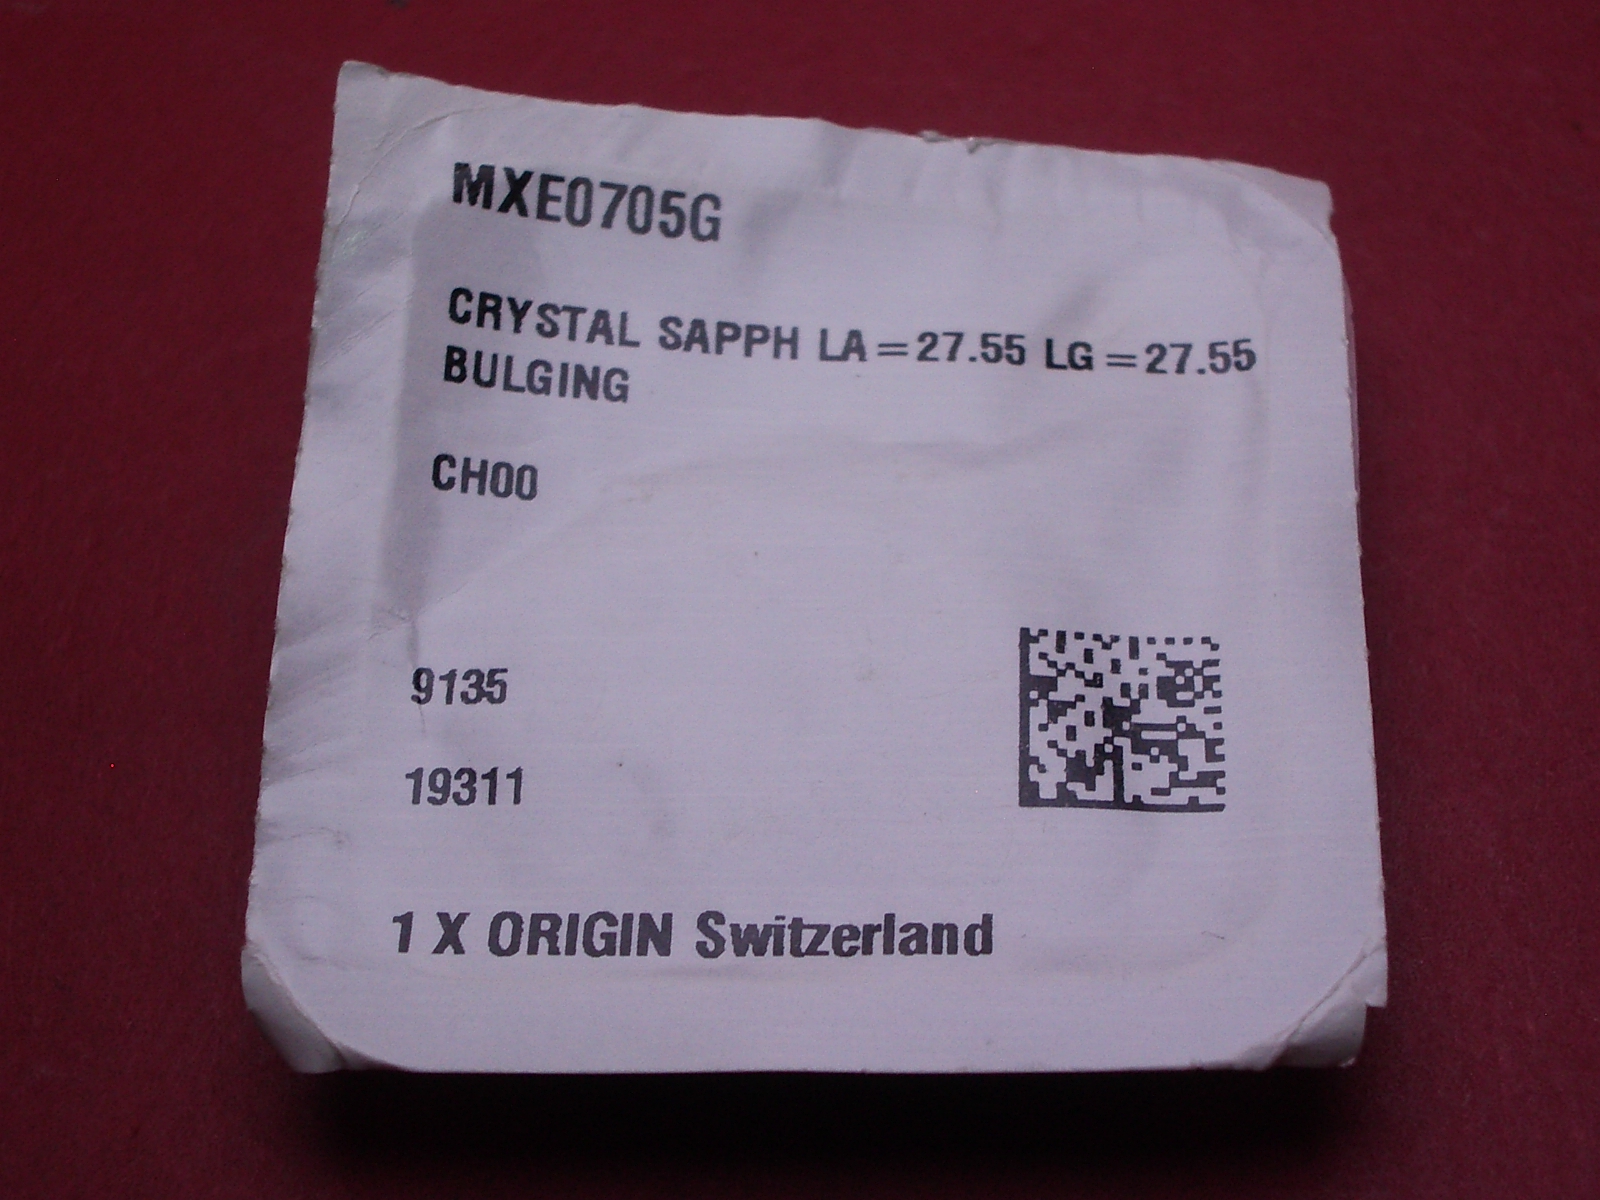 MXE0705G
CRYSTAL SAPPH LA=27.55 LG=27.55
BULGING
CH00
9135
19311
1 X ORIGIN Switzerland